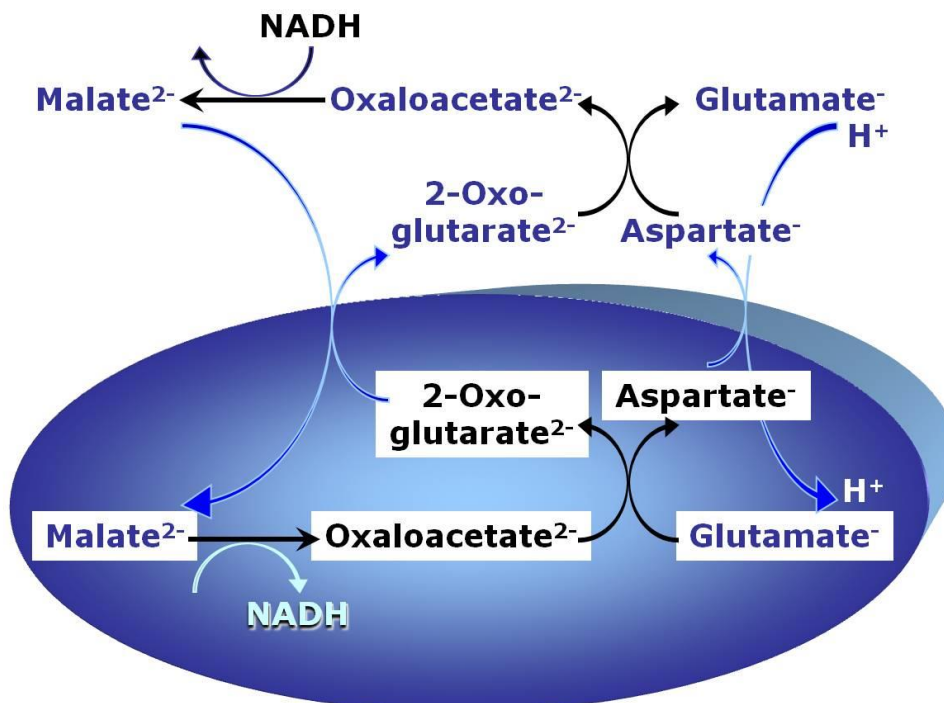 NADH
Malate²⁻ Oxaloacetate²⁻ Glutamate⁻
H⁺
2-Oxo-
glutarate²⁻ Aspartate⁻
2-Oxo-
glutarate²⁻
Aspartate⁻
H⁺
Malate²⁻ Oxaloacetate²⁻ Glutamate⁻
NADH